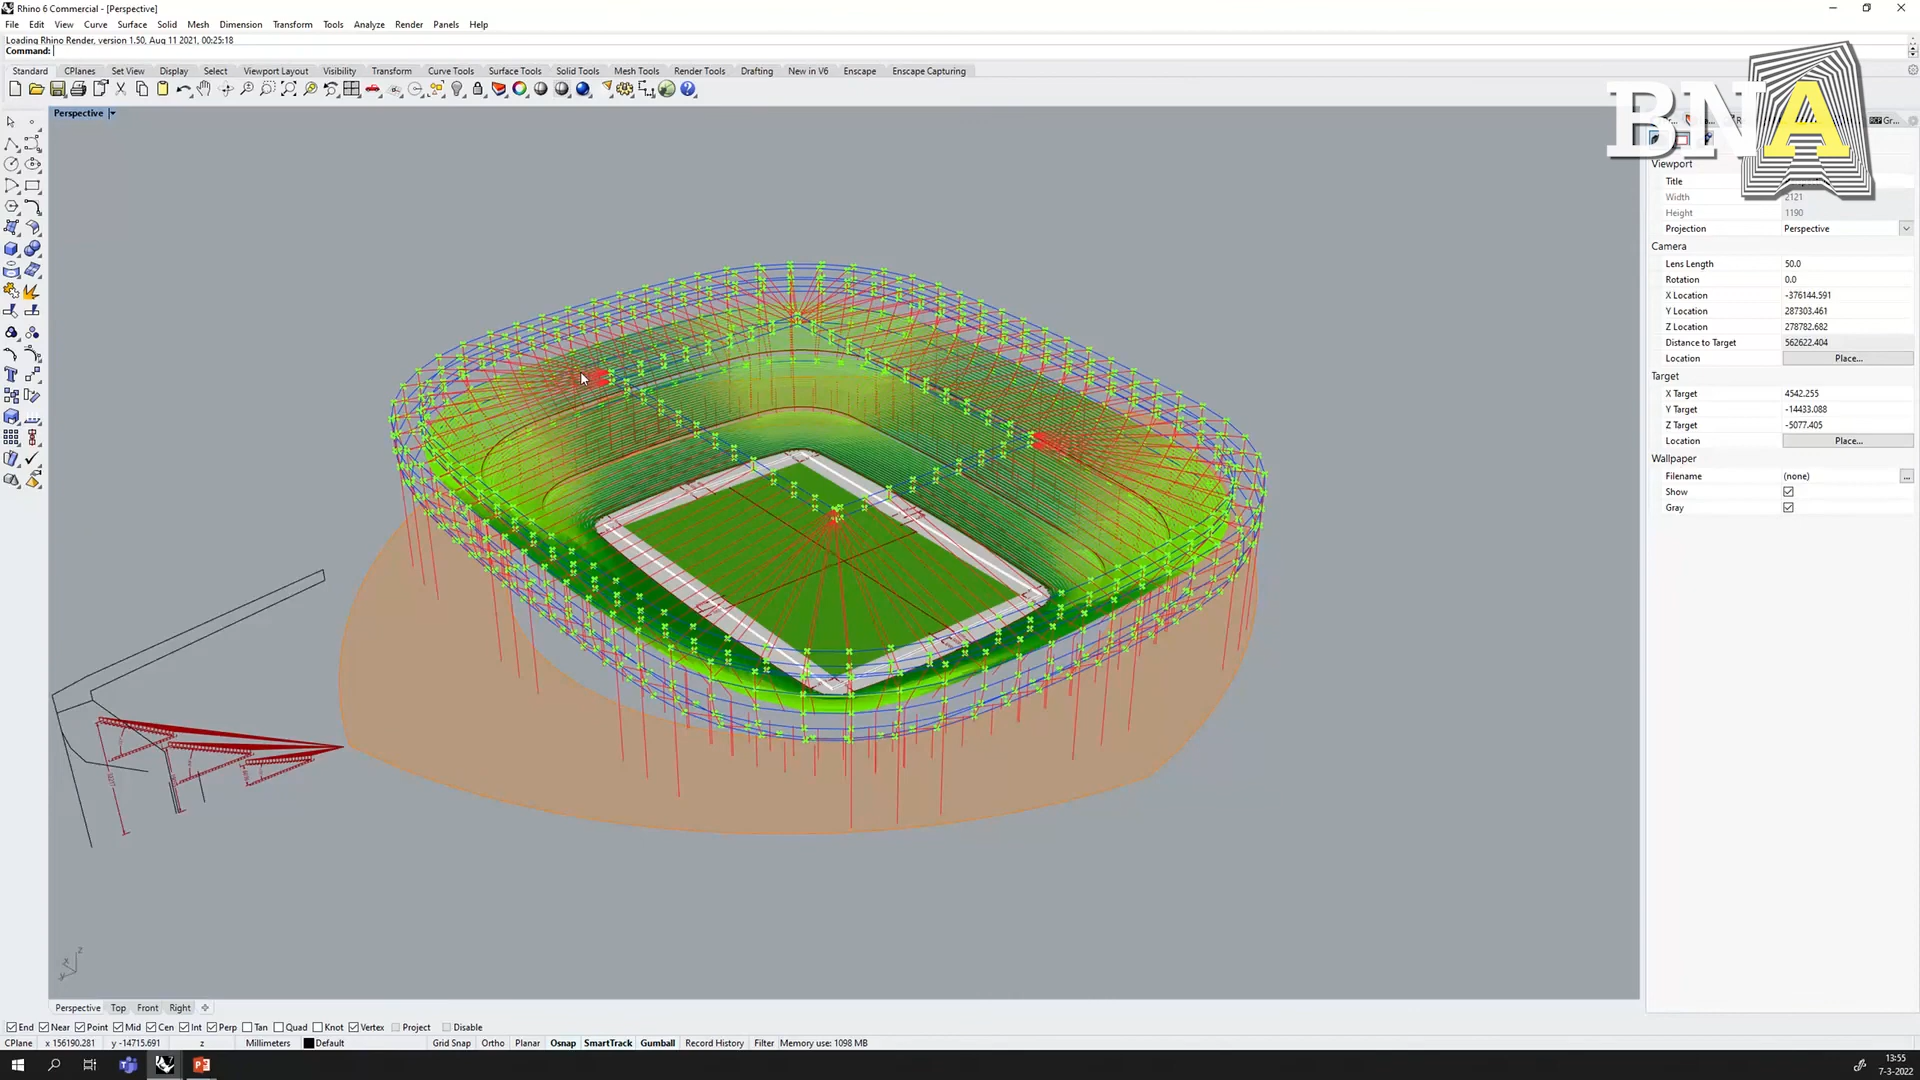 Rhino 6 Commercial - [Perspective]
File Edit View Curve Surface Solid Mesh Dimension Transform Tools Analyze Render Panels Help
Loading Rhino Render, version 1.50, Aug 11 2021, 00:25:18
Command:
Standard CPlanes Set View Display Select Viewport Layout Visibility Transform Curve Tools Surface Tools Solid Tools Mesh Tools Render Tools Drafting New in V6 Enscape Enscape Capturing
BNA
Perspective
Gr...
Viewport
Title
Width 2121
Height 1190
Projection Perspective
Camera
Lens Length 50.0
Rotation 0.0
X Location -376144.591
Y Location 287303.461
Z Location 278782.682
Distance to Target 562622.404
Location Place...
Target
X Target 4542.255
Y Target -14433.088
Z Target -5077.405
Location Place...
Wallpaper
Filename (none) ...
Show
Gray
z
x
y
Perspective Top Front Right
End Near Point Mid Cen Int Perp Tan Quad Knot Vertex Project Disable
CPlane x 156190.281 y -14715.691 z Millimeters Default Grid Snap Ortho Planar Osnap SmartTrack Gumball Record History Filter Memory use: 1098 MB
13:55
7-3-2022